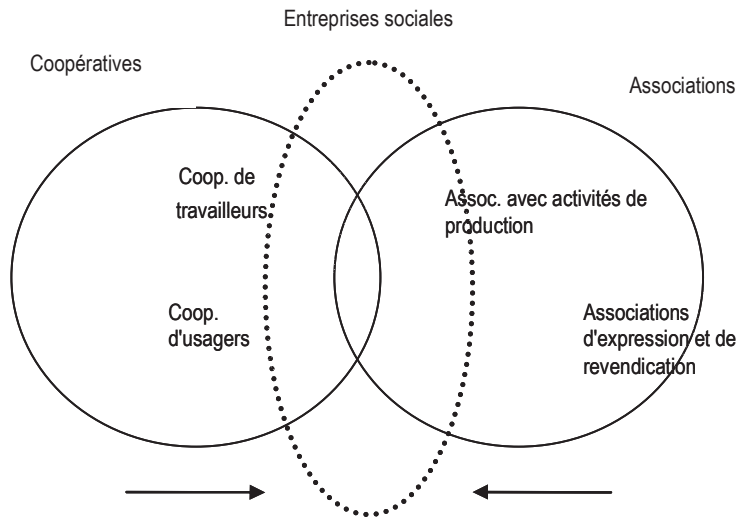 Entreprises sociales
Coopératives
Associations
Coop. de
travailleurs
Assoc. avec activités de
production
Coop.
d'usagers
Associations
d'expression et de
revendication